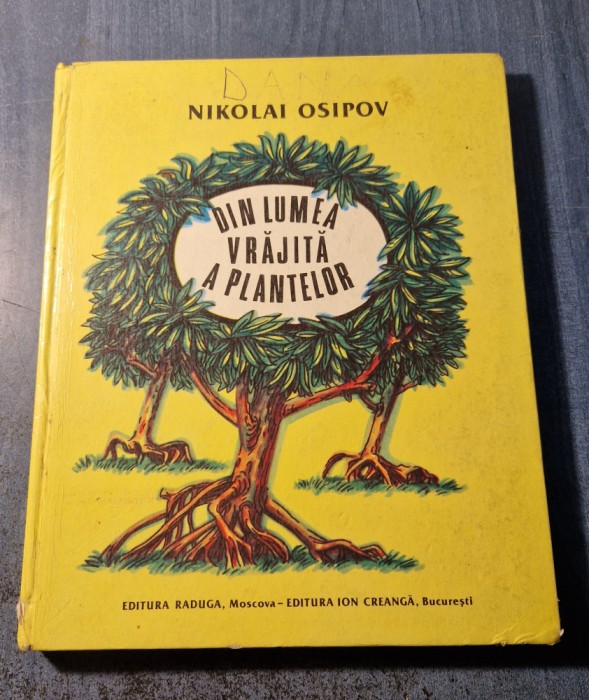 DANA
NIKOLAI OSIPOV
DIN LUMEA
VRĂJITĂ
A PLANTELOR
EDITURA RADUGA, Moscova – EDITURA ION CREANGĂ, București